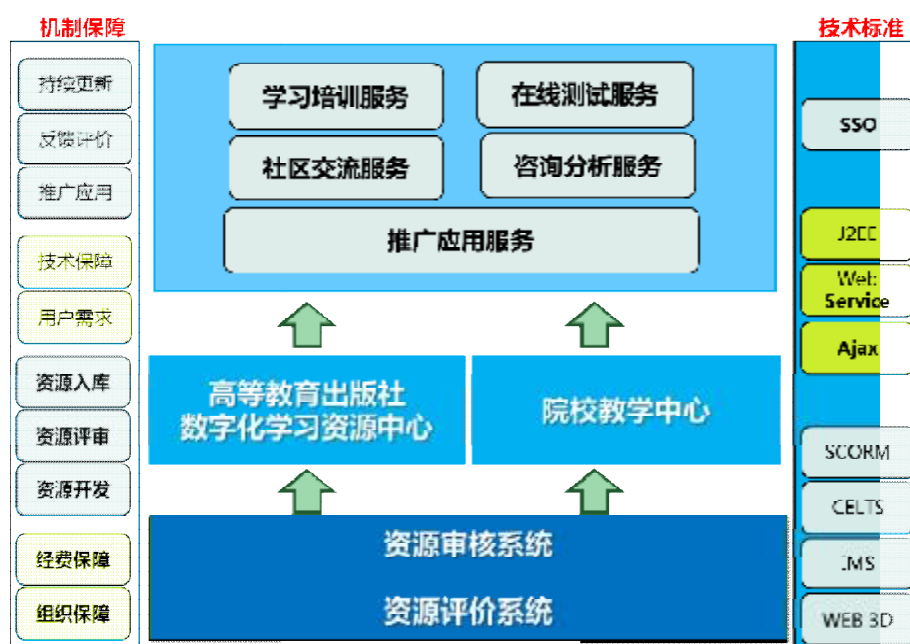 机制保障
持续更新
反馈评价
推广应用
技术保障
用户需求
资源入库
资源评审
资源开发
经费保障
组织保障
学习培训服务
在线测试服务
社区交流服务
咨询分析服务
推广应用服务
高等教育出版社
数字化学习资源中心
院校教学中心
资源审核系统
资源评价系统
技术标准
SSO
J2EE
Web
Service
Ajax
SCORM
CELTS
IMS
WEB 3D